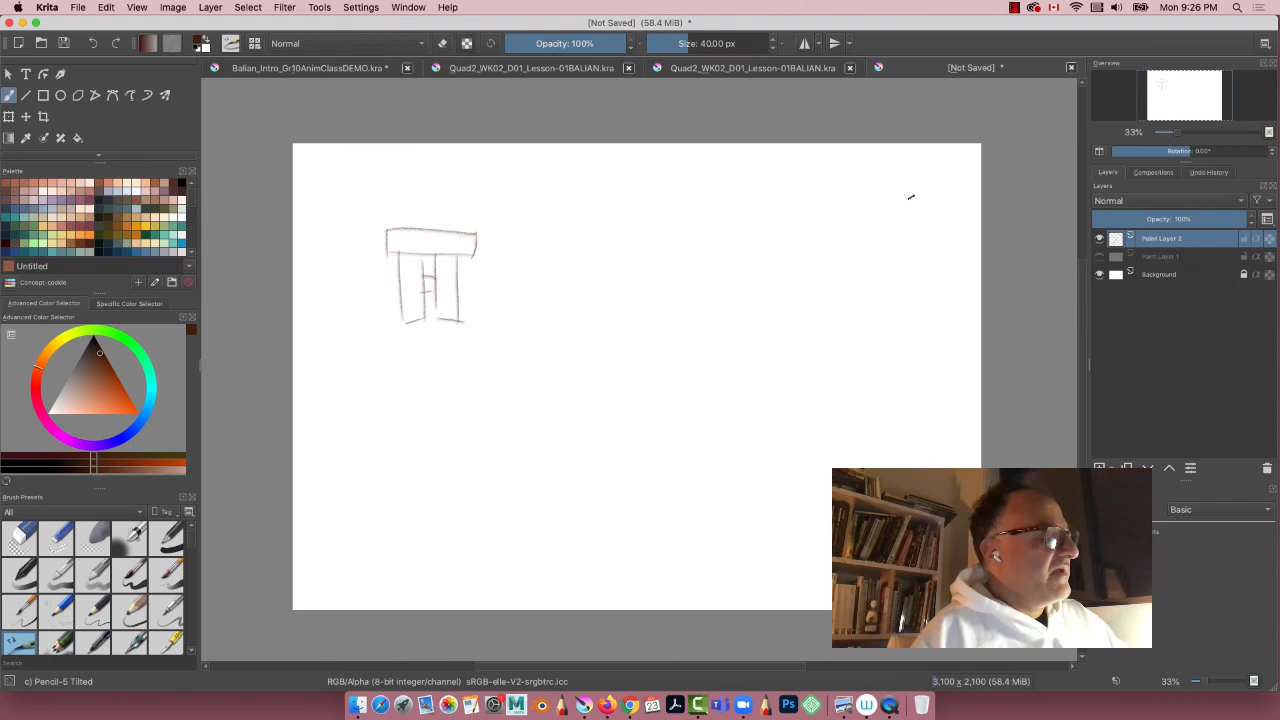 Krita File Edit View Image Layer Select Filter Tools Settings Window Help Mon 9:26 PM
[Not Saved] (58.4 MiB) *
Normal Opacity: 100% Size: 40.00 px
Balian_Intro_Gr10AnimClassDEMO.kra * Quad2_WK02_D01_Lesson-01BALIAN.kra Quad2_WK02_D01_Lesson-01BALIAN.kra [Not Saved] *
Overview
33%
Rotation: 0.00°
Palette
Layers Compositions Undo History
Layers
Normal
Opacity: 100%
Paint Layer 2
Paint Layer 1
Background
Untitled
Concept-cookie
Advanced Color Selector Specific Color Selector
Advanced Color Selector
Brush Presets
All Tag
Basic
Search
c) Pencil-5 Tilted RGB/Alpha (8-bit integer/channel) sRGB-elle-V2-srgbtrc.icc 3,100 x 2,100 (58.4 MiB) 33%